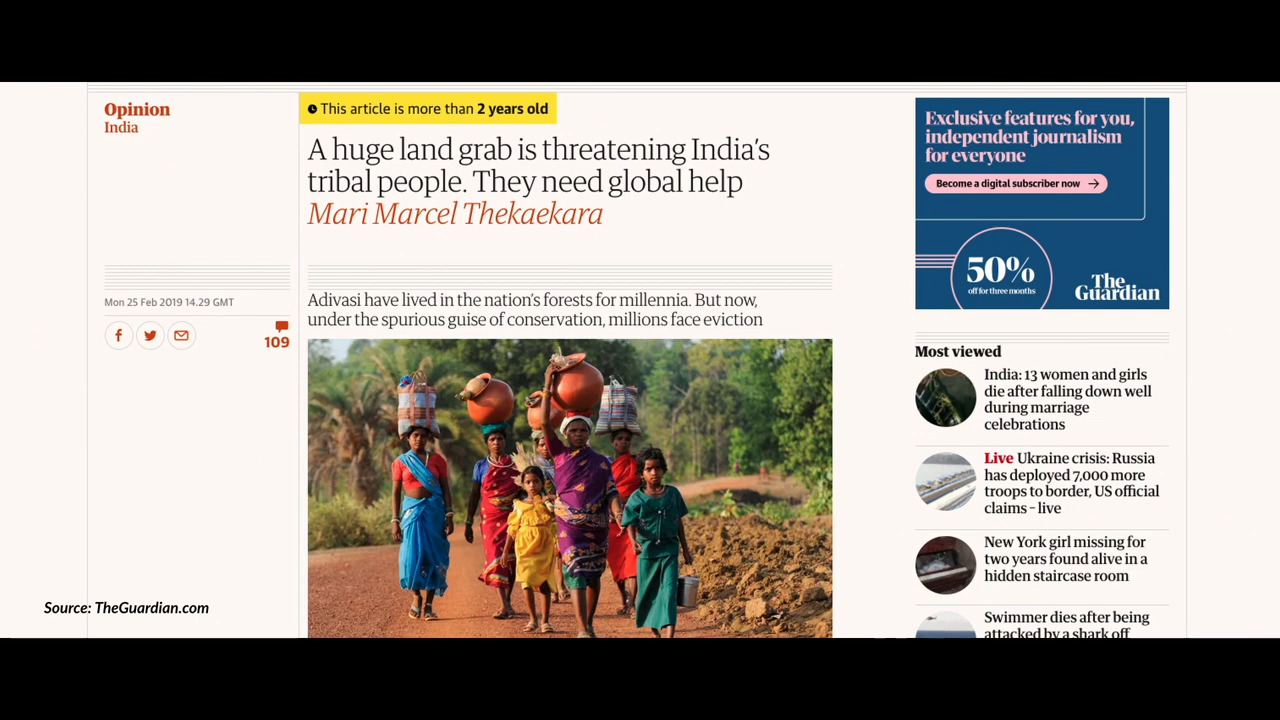 Opinion
India
This article is more than 2 years old
A huge land grab is threatening India's
tribal people. They need global help
Mari Marcel Thekaekara
Mon 25 Feb 2019 14.29 GMT
109
Adivasi have lived in the nation's forests for millennia. But now,
under the spurious guise of conservation, millions face eviction
Source: TheGuardian.com
Exclusive features for you,
independent journalism
for everyone
Become a digital subscriber now
50%
off for three months
The
Guardian
Most viewed
India: 13 women and girls
die after falling down well
during marriage
celebrations
Live Ukraine crisis: Russia
has deployed 7,000 more
troops to border, US official
claims – live
New York girl missing for
two years found alive in a
hidden staircase room
Swimmer dies after being
attacked by a shark off